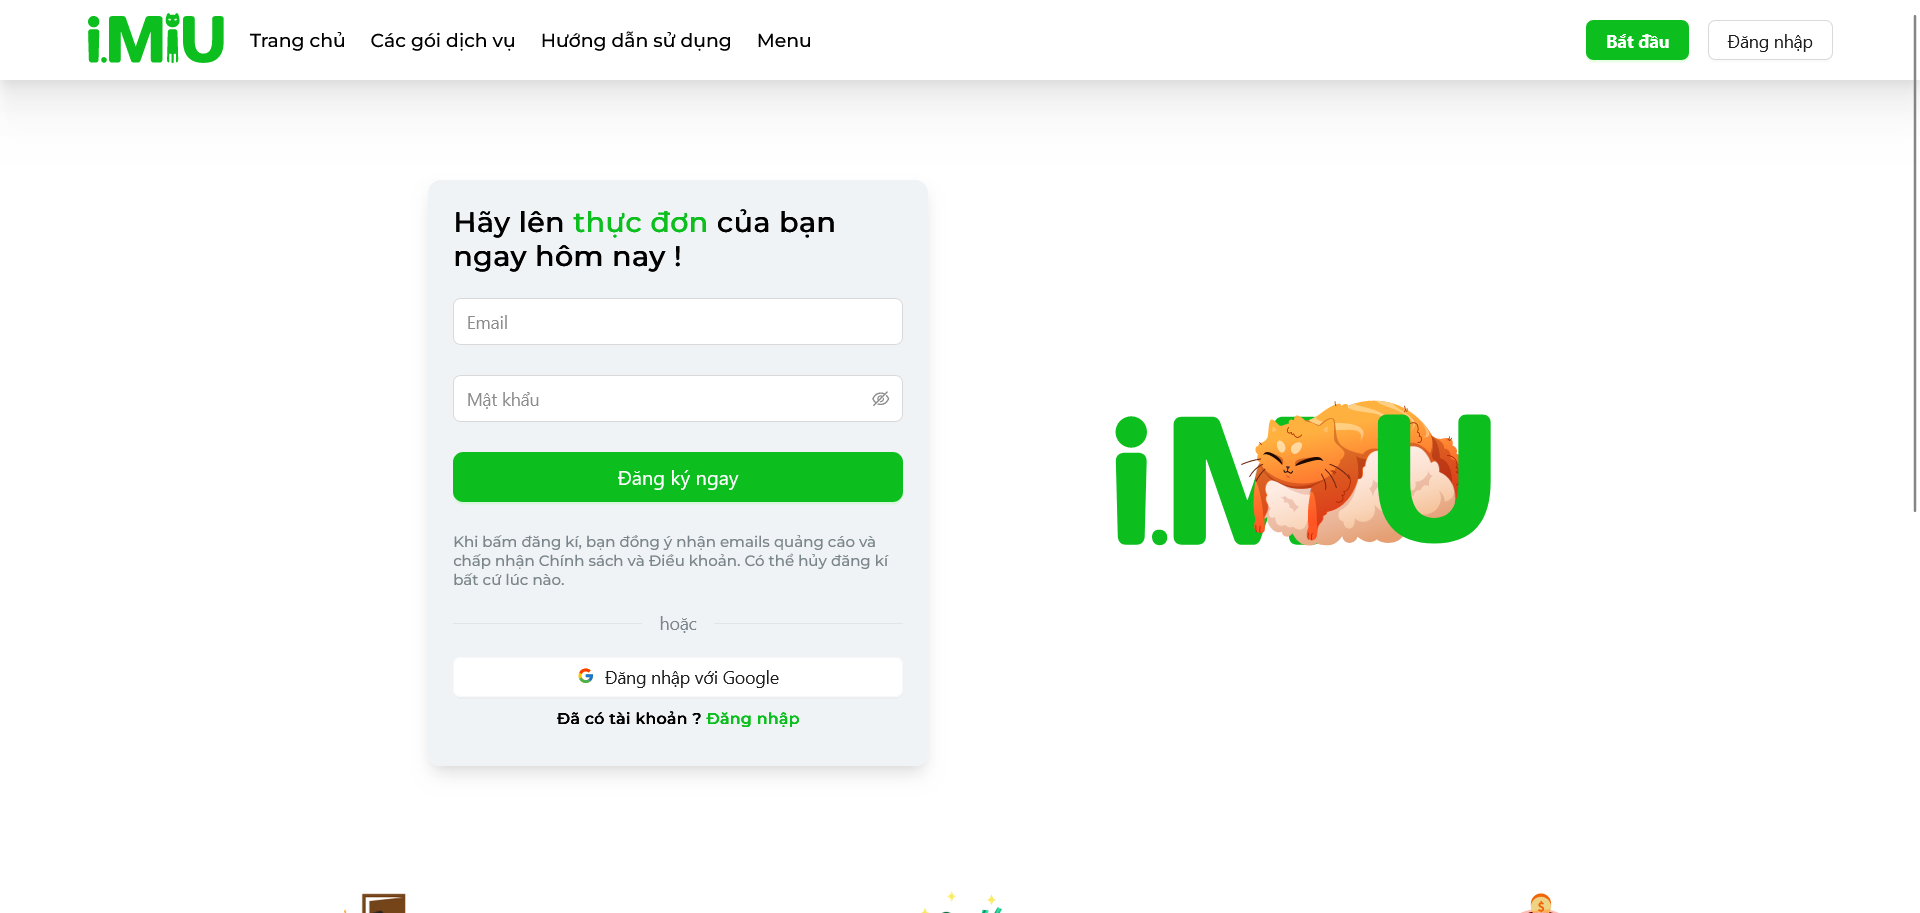 i.MiU
Trang chủ
Các gói dịch vụ
Hướng dẫn sử dụng
Menu
Bắt đầu
Đăng nhập
Hãy lên thực đơn của bạn
ngay hôm nay !
Email
Mật khẩu
Đăng ký ngay
Khi bấm đăng kí, bạn đồng ý nhận emails quảng cáo và
chấp nhận Chính sách và Điều khoản. Có thể hủy đăng kí
bất cứ lúc nào.
hoặc
Đăng nhập với Google
Đã có tài khoản ? Đăng nhập
i.MiU